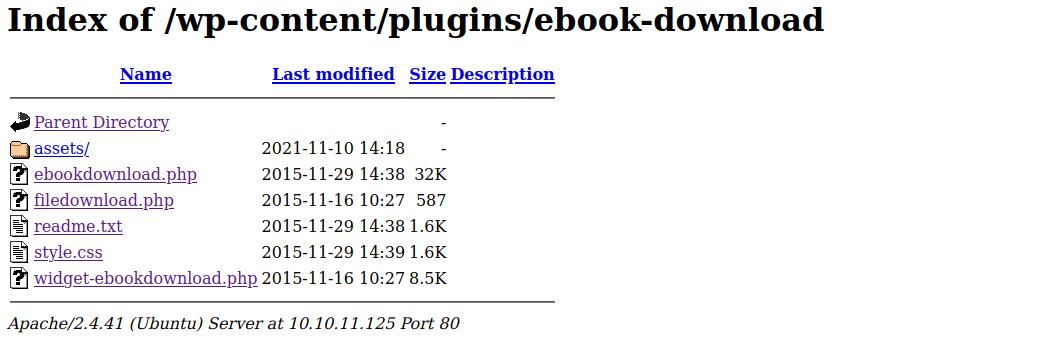 Index of /wp-content/plugins/ebook-download
Name Last modified Size Description
Parent Directory -
assets/ 2021-11-10 14:18 -
ebookdownload.php 2015-11-29 14:38 32K
filedownload.php 2015-11-16 10:27 587
readme.txt 2015-11-29 14:38 1.6K
style.css 2015-11-29 14:39 1.6K
widget-ebookdownload.php 2015-11-16 10:27 8.5K
Apache/2.4.41 (Ubuntu) Server at 10.10.11.125 Port 80